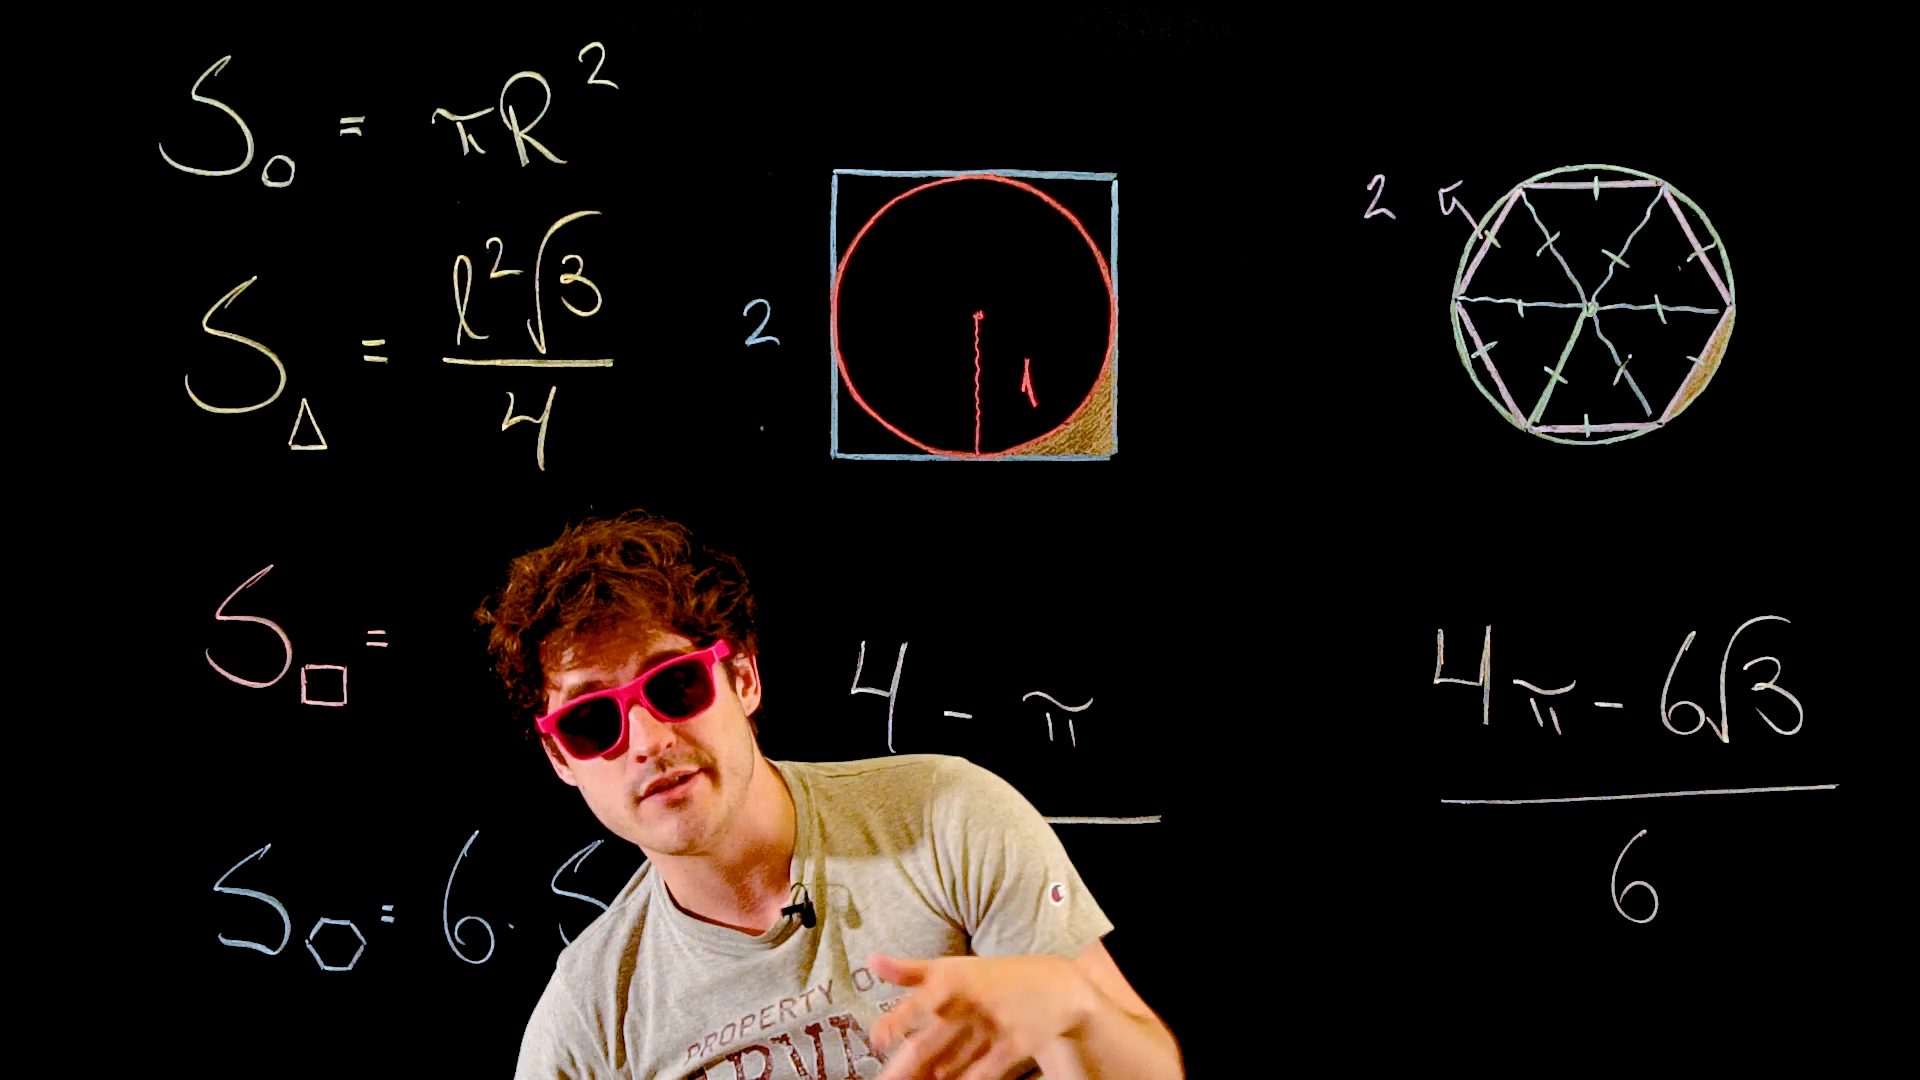 S○ = πR²
S△ = l²√3
4
S□ =
S⬡ = 6 ·
2
1
2
4 - π
4π - 6√3
6
PROPERTY